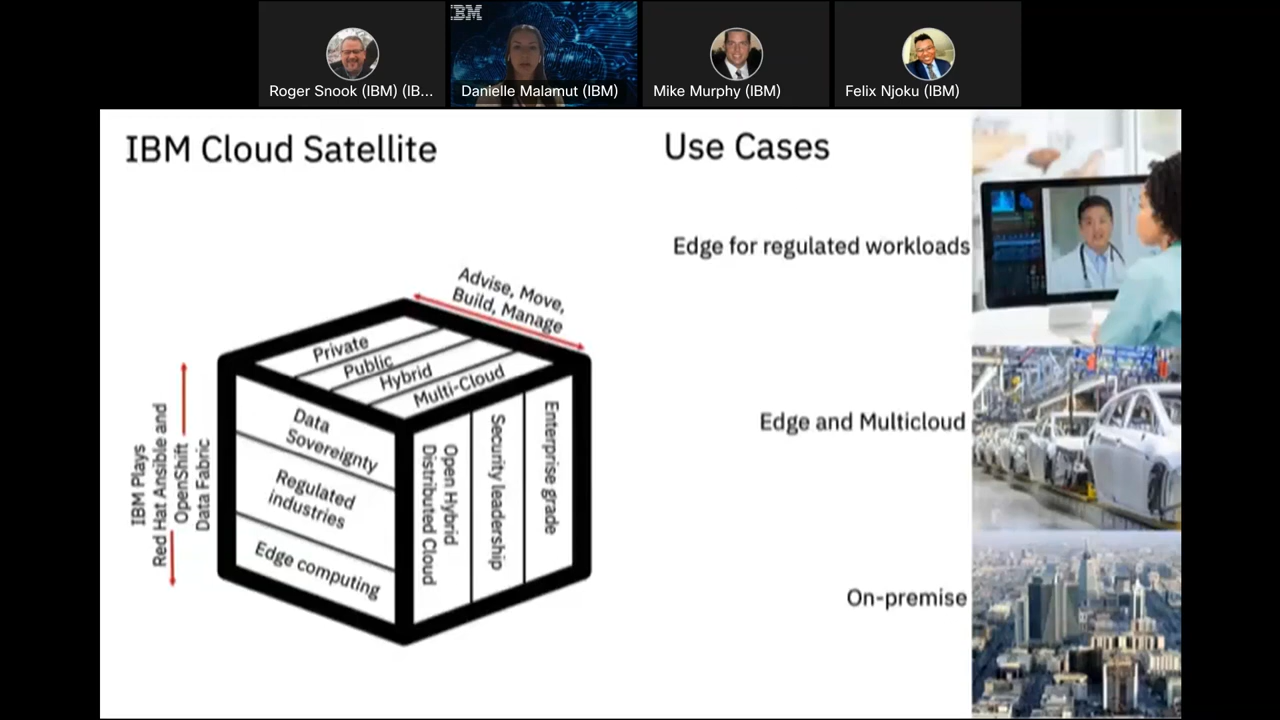 IBM
Roger Snook (IBM) (IB...
Danielle Malamut (IBM)
Mike Murphy (IBM)
Felix Njoku (IBM)
IBM Cloud Satellite
Use Cases
Advise, Move,
Build, Manage
Private
Public
Hybrid
Multi-Cloud
IBM Plays
Red Hat Ansible and
OpenShift
Data Fabric
Data
Sovereignty
Regulated
industries
Edge computing
Open Hybrid
Distributed Cloud
Security leadership
Enterprise grade
Edge for regulated workloads
Edge and Multicloud
On-premise